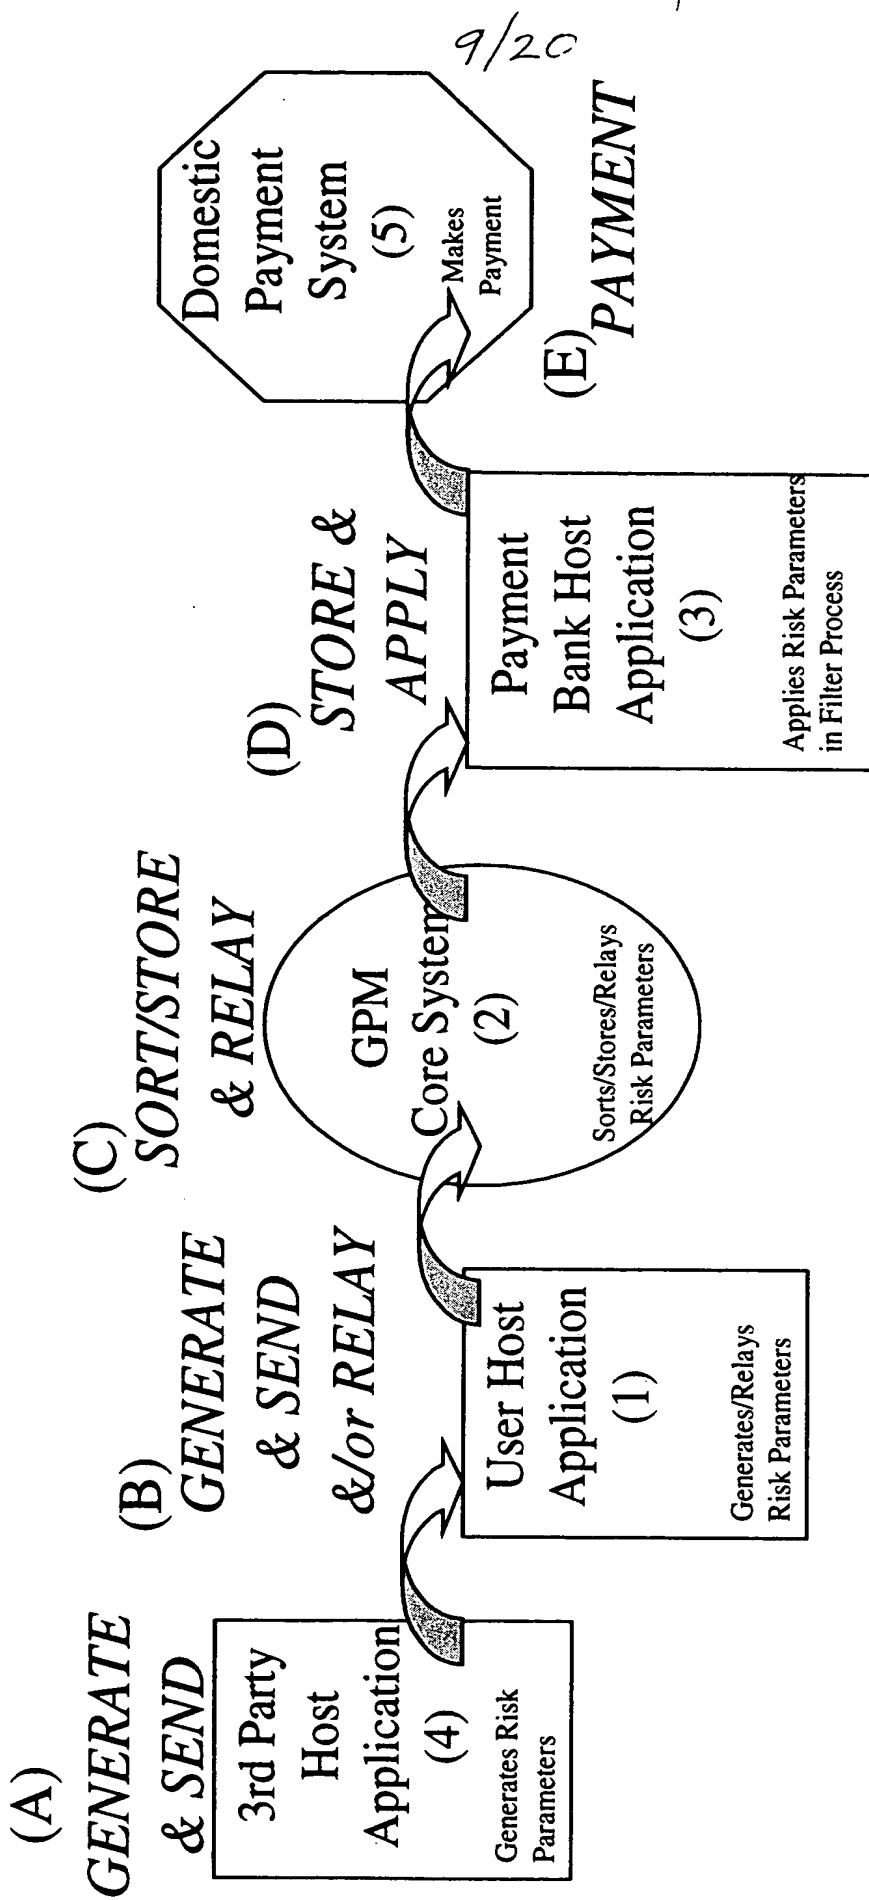 (A)
GENERATE
& SEND
3rd Party
Host
Application
(4)
Generates Risk
Parameters
(B)
GENERATE
& SEND
&/or RELAY
User Host
Application
(1)
Generates/Relays
Risk Parameters
(C)
SORT/STORE
& RELAY
GPM
Core System
(2)
Sorts/Stores/Relays
Risk Parameters
(D)
STORE &
APPLY
Payment
Bank Host
Application
(3)
Applies Risk Parameters
in Filter Process
Domestic
Payment
System
(5)
Makes
Payment
(E)
PAYMENT
9/20